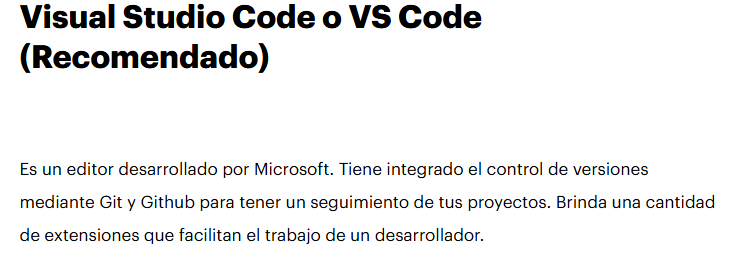 Visual Studio Code o VS Code
(Recomendado)
Es un editor desarrollado por Microsoft. Tiene integrado el control de versiones
mediante Git y Github para tener un seguimiento de tus proyectos. Brinda una cantidad
de extensiones que facilitan el trabajo de un desarrollador.